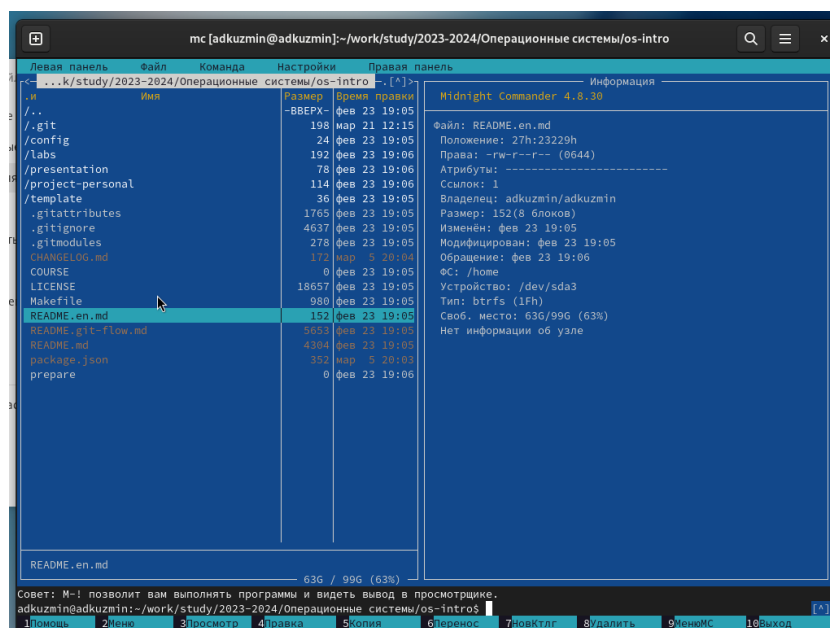 mc [adkuzmin@adkuzmin]:~/work/study/2023-2024/Операционные системы/os-intro
Левая панель Файл Команда Настройки Правая панель
<─ ...k/study/2023-2024/Операционные системы/os-intro ─.[^]>
.и Имя Размер Время правки
/.. -ВВЕРХ- фев 23 19:05
/.git 198 мар 21 12:15
/config 24 фев 23 19:05
/labs 192 фев 23 19:06
/presentation 78 фев 23 19:06
/project-personal 114 фев 23 19:06
/template 36 фев 23 19:05
.gitattributes 1765 фев 23 19:05
.gitignore 4637 фев 23 19:05
.gitmodules 278 фев 23 19:05
CHANGELOG.md 172 мар 5 20:04
COURSE 0 фев 23 19:05
LICENSE 18657 фев 23 19:05
Makefile 980 фев 23 19:05
README.en.md 152 фев 23 19:05
README.git-flow.md 5653 фев 23 19:05
README.md 4304 фев 23 19:05
package.json 352 мар 5 20:03
prepare 0 фев 23 19:06
README.en.md
63G / 99G (63%)
Информация
Midnight Commander 4.8.30
Файл: README.en.md
Положение: 27h:23229h
Права: -rw-r--r-- (0644)
Атрибуты: -------------------------
Ссылок: 1
Владелец: adkuzmin/adkuzmin
Размер: 152(8 блоков)
Изменён: фев 23 19:05
Модифицирован: фев 23 19:05
Обращение: фев 23 19:06
ФС: /home
Устройство: /dev/sda3
Тип: btrfs (1Fh)
Своб. место: 63G/99G (63%)
Нет информации об узле
Совет: M-! позволит вам выполнять программы и видеть вывод в просмотрщике.
adkuzmin@adkuzmin:~/work/study/2023-2024/Операционные системы/os-intro$ [^]
1Помощь 2Меню 3Просмотр 4Правка 5Копия 6Перенос 7НовКтлг 8Удалить 9МенюМС 10Выход